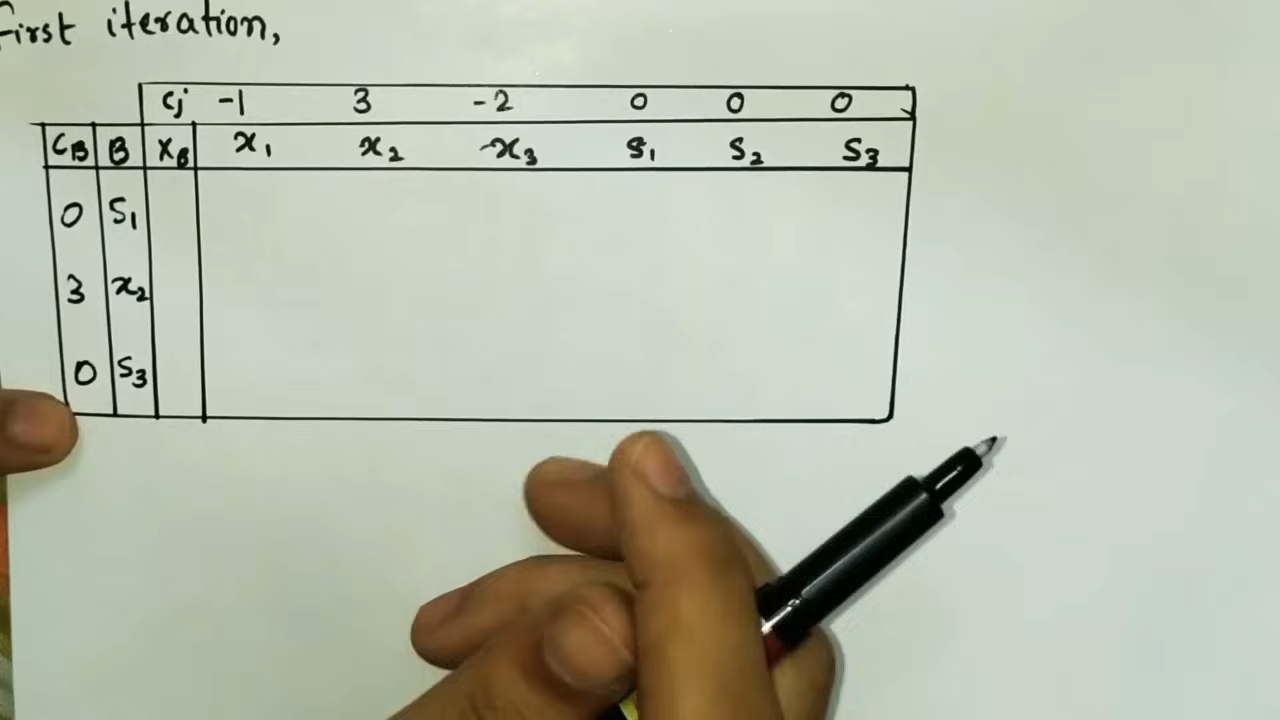 First iteration,
Cj -1 3 -2 0 0 0
CB B XB x1 x2 x3 S1 S2 S3
0 S1
3 x2
0 S3